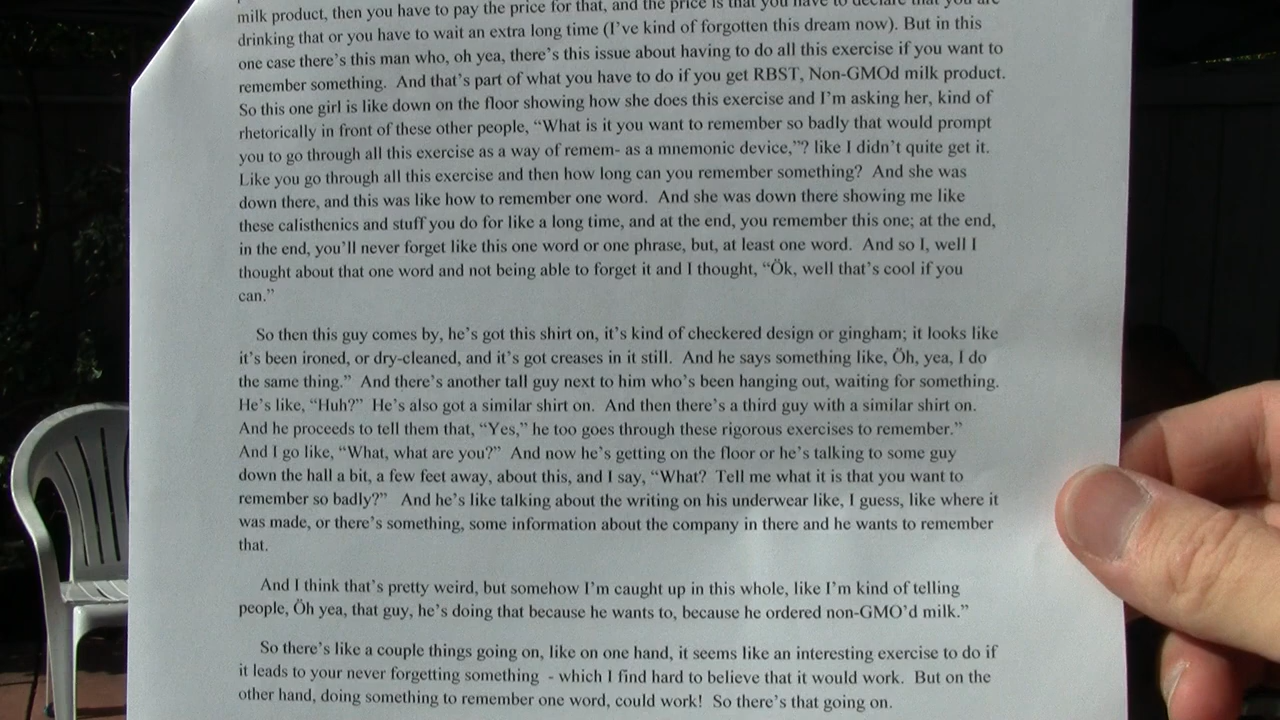 milk product, then you have to pay the price for that, and the price is that you have to declare that you are
drinking that or you have to wait an extra long time (I've kind of forgotten this dream now). But in this
one case there's this man who, oh yea, there's this issue about having to do all this exercise if you want to
remember something.  And that's part of what you have to do if you get RBST, Non-GMOd milk product.
So this one girl is like down on the floor showing how she does this exercise and I'm asking her, kind of
rhetorically in front of these other people, “What is it you want to remember so badly that would prompt
you to go through all this exercise as a way of remem- as a mnemonic device,”? like I didn't quite get it.
Like you go through all this exercise and then how long can you remember something?  And she was
down there, and this was like how to remember one word.  And she was down there showing me like
these calisthenics and stuff you do for like a long time, and at the end, you remember this one; at the end,
in the end, you'll never forget like this one word or one phrase, but, at least one word.  And so I, well I
thought about that one word and not being able to forget it and I thought, “Ök, well that's cool if you
can.”
So then this guy comes by, he's got this shirt on, it's kind of checkered design or gingham; it looks like
it's been ironed, or dry-cleaned, and it's got creases in it still.  And he says something like, Öh, yea, I do
the same thing.”  And there's another tall guy next to him who's been hanging out, waiting for something.
He's like, “Huh?”  He's also got a similar shirt on.  And then there's a third guy with a similar shirt on.
And he proceeds to tell them that, “Yes,” he too goes through these rigorous exercises to remember.”
And I go like, “What, what are you?”  And now he's getting on the floor or he's talking to some guy
down the hall a bit, a few feet away, about this, and I say, “What?  Tell me what it is that you want to
remember so badly?”   And he's like talking about the writing on his underwear like, I guess, like where it
was made, or there's something, some information about the company in there and he wants to remember
that.
And I think that's pretty weird, but somehow I'm caught up in this whole, like I'm kind of telling
people, Öh yea, that guy, he's doing that because he wants to, because he ordered non-GMO'd milk.”
So there's like a couple things going on, like on one hand, it seems like an interesting exercise to do if
it leads to your never forgetting something  - which I find hard to believe that it would work.  But on the
other hand, doing something to remember one word, could work!  So there's that going on.